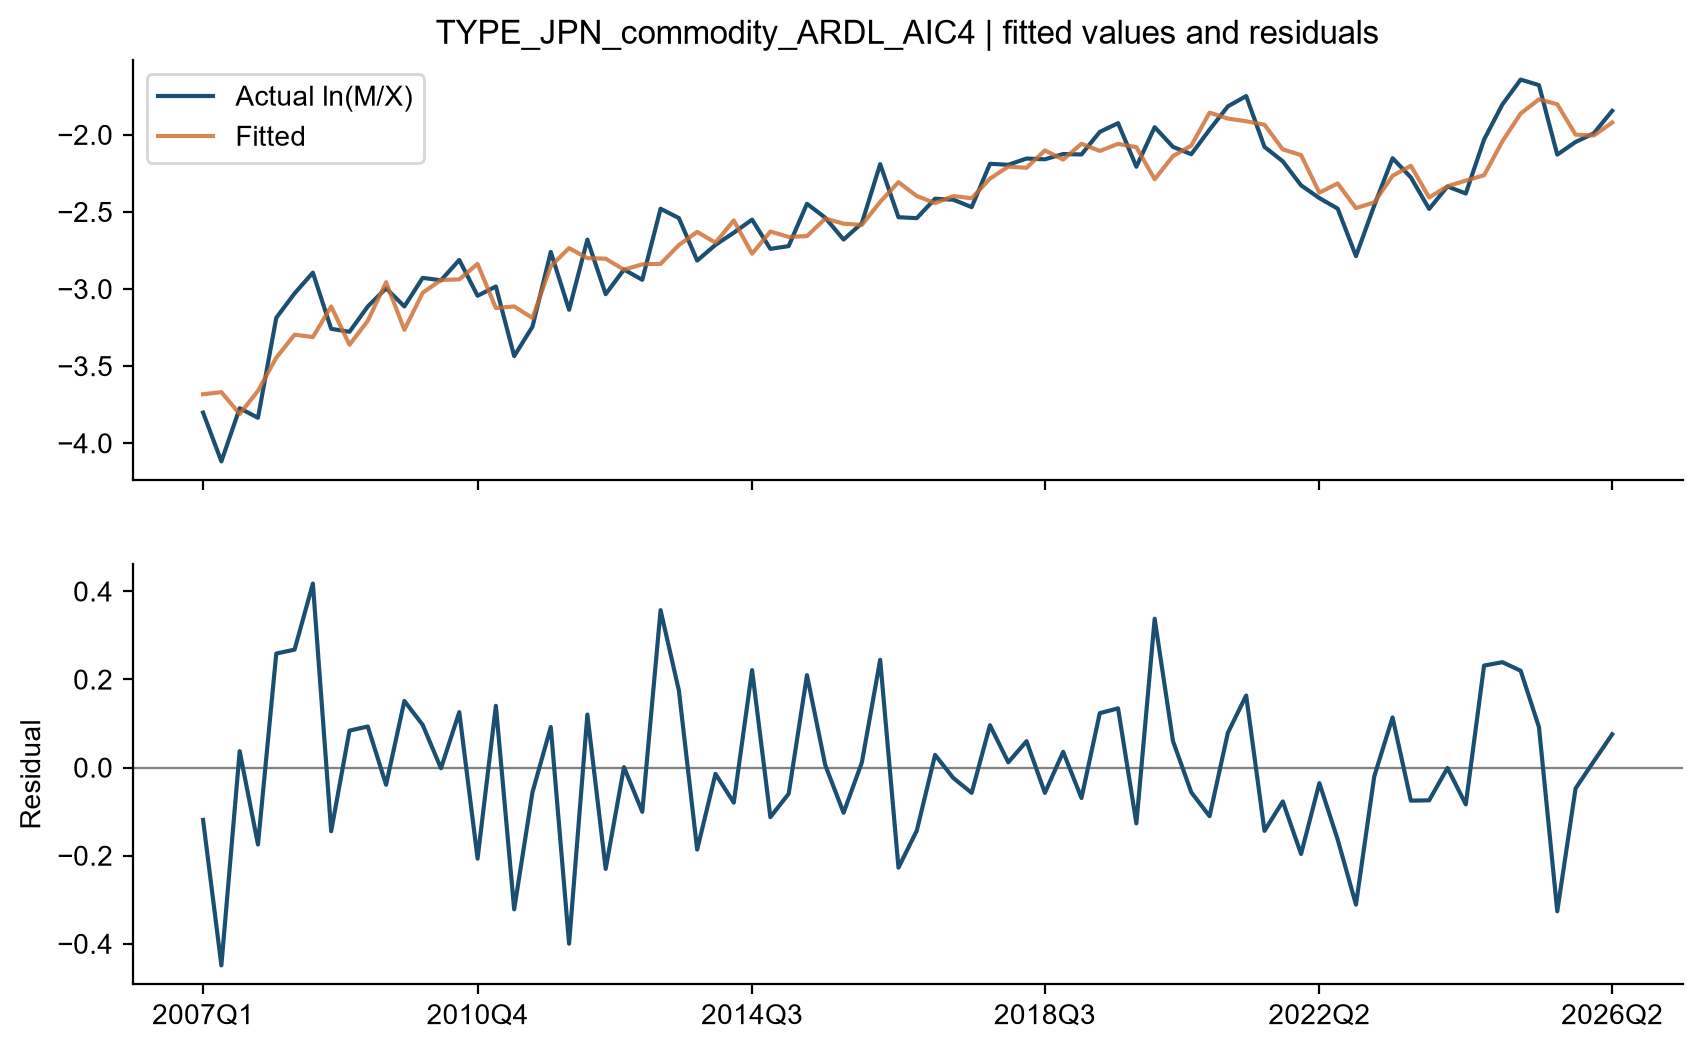 TYPE_JPN_commodity_ARDL_AIC4 | fitted values and residuals
Actual ln(M/X)
Fitted
−2.0
−2.5
−3.0
−3.5
−4.0
0.4
0.2
0.0
−0.2
−0.4
Residual
2007Q1 2010Q4 2014Q3 2018Q3 2022Q2 2026Q2